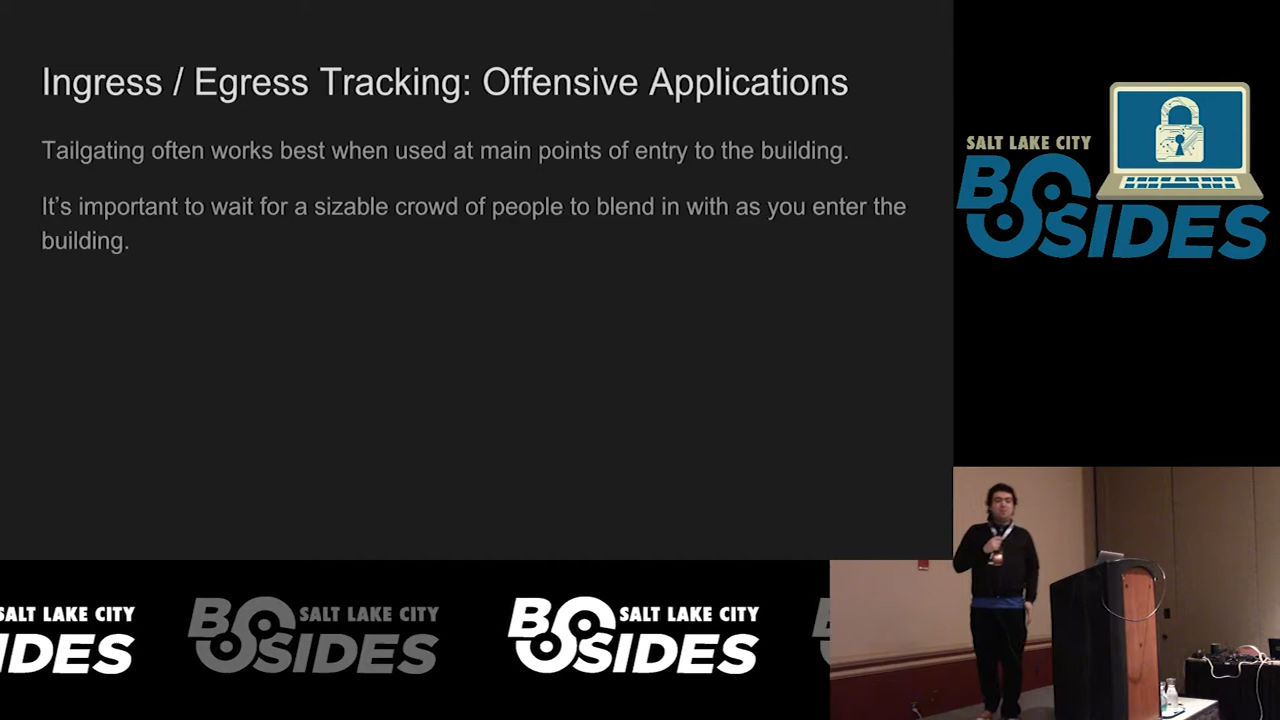 Ingress / Egress Tracking: Offensive Applications
Tailgating often works best when used at main points of entry to the building.
It's important to wait for a sizable crowd of people to blend in with as you enter the
building.
SALT LAKE CITY
BSIDES
SALT LAKE CITY
IDES
SALT LAKE CITY
BSIDES
SALT LAKE CITY
BSIDES
B